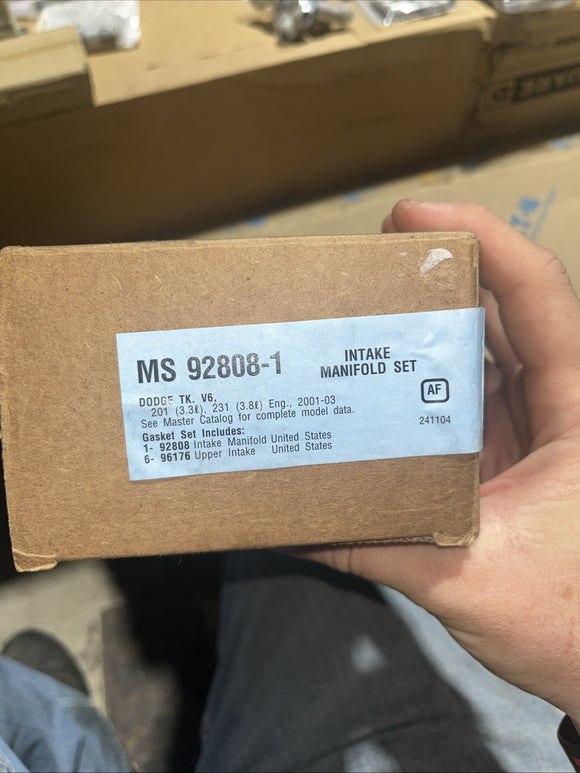 MS 92808-1
INTAKE
MANIFOLD SET
DODGE TK. V6,
201 (3.3ℓ), 231 (3.8ℓ) Eng., 2001-03
See Master Catalog for complete model data.
AF
241104
Gasket Set Includes:
1- 92808 Intake Manifold United States
6- 96176 Upper Intake United States